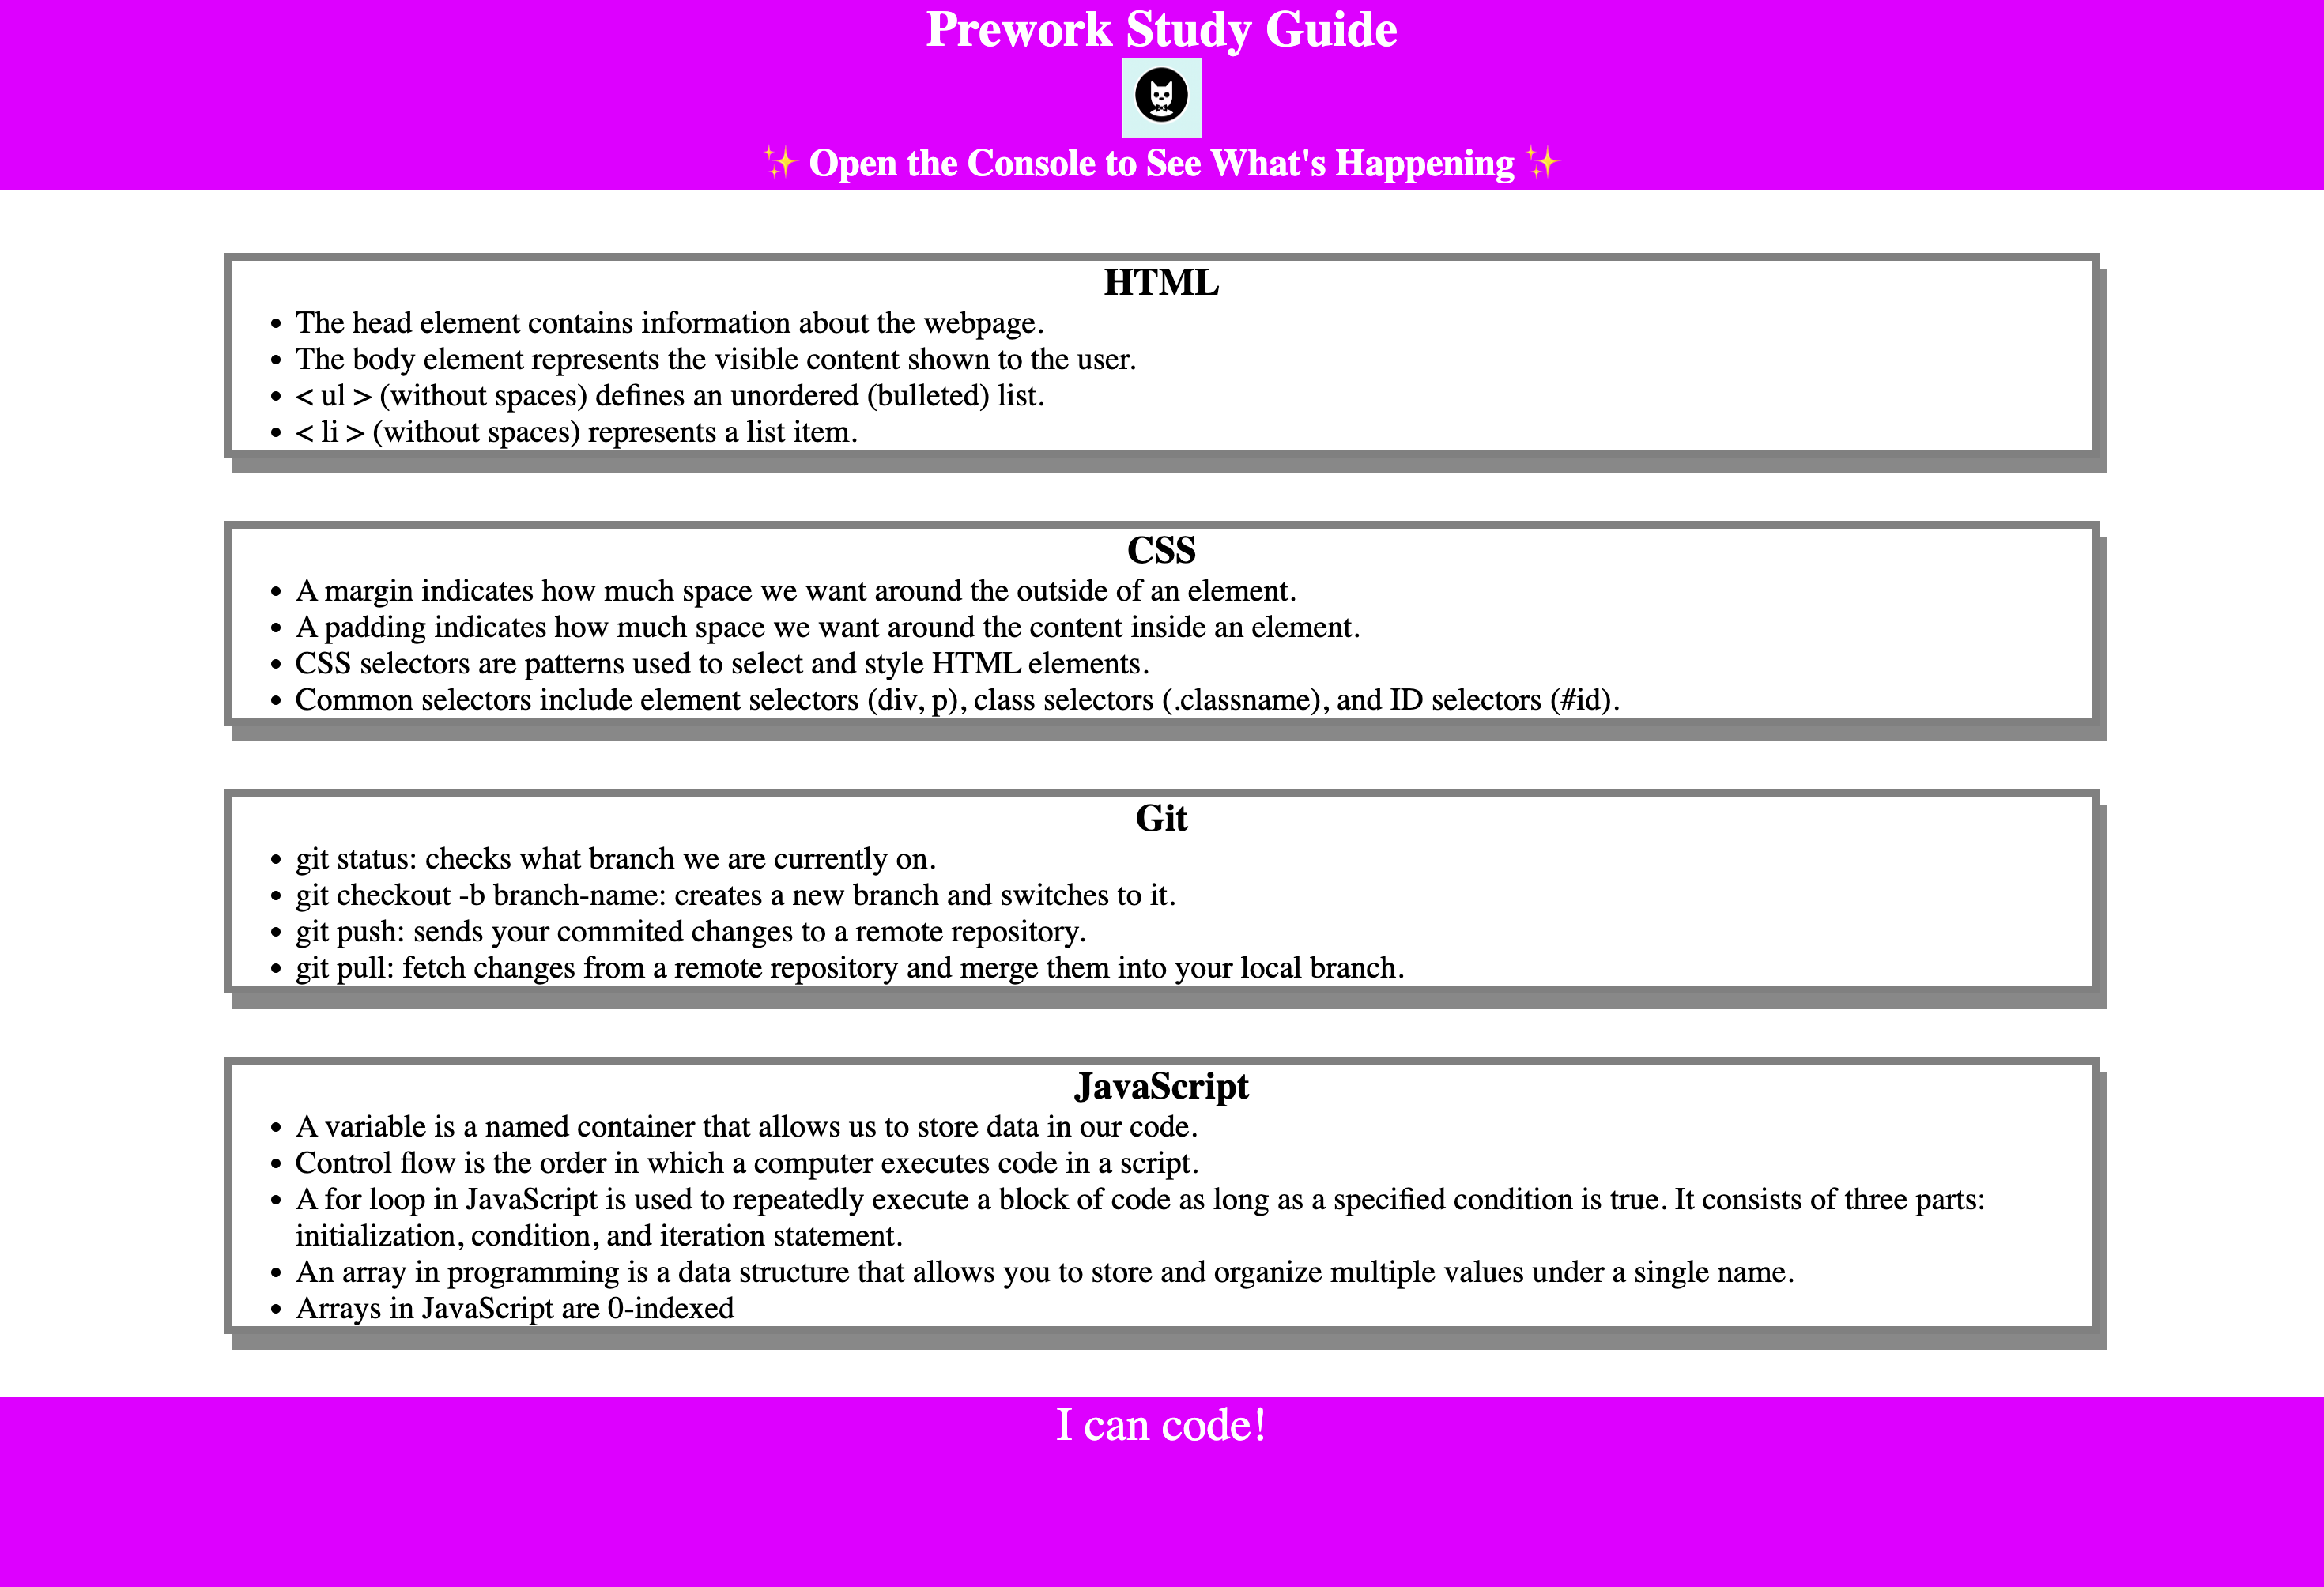 Prework Study Guide
✨ Open the Console to See What's Happening ✨
HTML
• The head element contains information about the webpage.
• The body element represents the visible content shown to the user.
• < ul > (without spaces) defines an unordered (bulleted) list.
• < li > (without spaces) represents a list item.
CSS
• A margin indicates how much space we want around the outside of an element.
• A padding indicates how much space we want around the content inside an element.
• CSS selectors are patterns used to select and style HTML elements.
• Common selectors include element selectors (div, p), class selectors (.classname), and ID selectors (#id).
Git
• git status: checks what branch we are currently on.
• git checkout -b branch-name: creates a new branch and switches to it.
• git push: sends your commited changes to a remote repository.
• git pull: fetch changes from a remote repository and merge them into your local branch.
JavaScript
• A variable is a named container that allows us to store data in our code.
• Control flow is the order in which a computer executes code in a script.
• A for loop in JavaScript is used to repeatedly execute a block of code as long as a specified condition is true. It consists of three parts:
initialization, condition, and iteration statement.
• An array in programming is a data structure that allows you to store and organize multiple values under a single name.
• Arrays in JavaScript are 0-indexed
I can code!